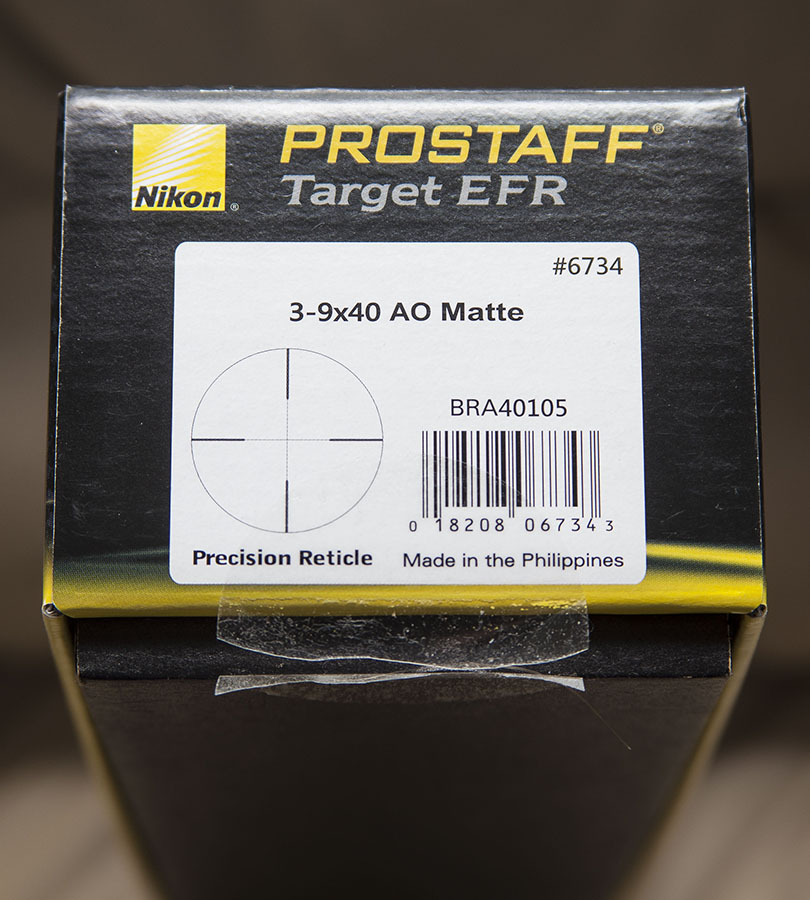 Nikon®
PROSTAFF®
Target EFR
#6734
3-9x40 AO Matte
BRA40105
0 18208 06734 3
Precision Reticle
Made in the Philippines